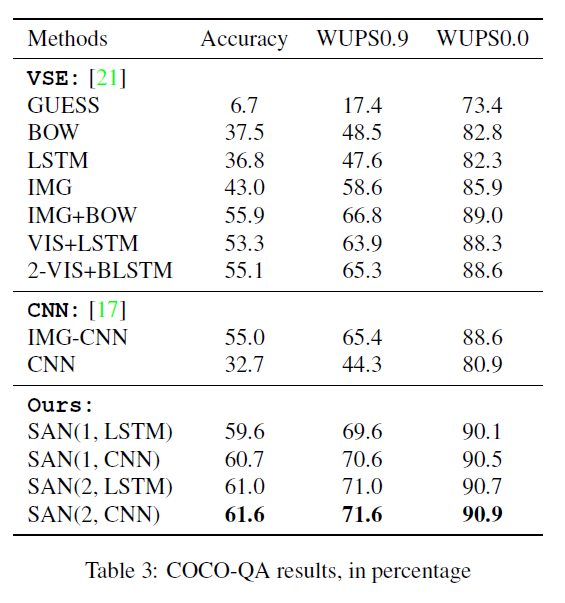 Methods Accuracy WUPS0.9 WUPS0.0
VSE: [21]
GUESS 6.7 17.4 73.4
BOW 37.5 48.5 82.8
LSTM 36.8 47.6 82.3
IMG 43.0 58.6 85.9
IMG+BOW 55.9 66.8 89.0
VIS+LSTM 53.3 63.9 88.3
2-VIS+BLSTM 55.1 65.3 88.6
CNN: [17]
IMG-CNN 55.0 65.4 88.6
CNN 32.7 44.3 80.9
Ours:
SAN(1, LSTM) 59.6 69.6 90.1
SAN(1, CNN) 60.7 70.6 90.5
SAN(2, LSTM) 61.0 71.0 90.7
SAN(2, CNN) 61.6 71.6 90.9
Table 3: COCO-QA results, in percentage